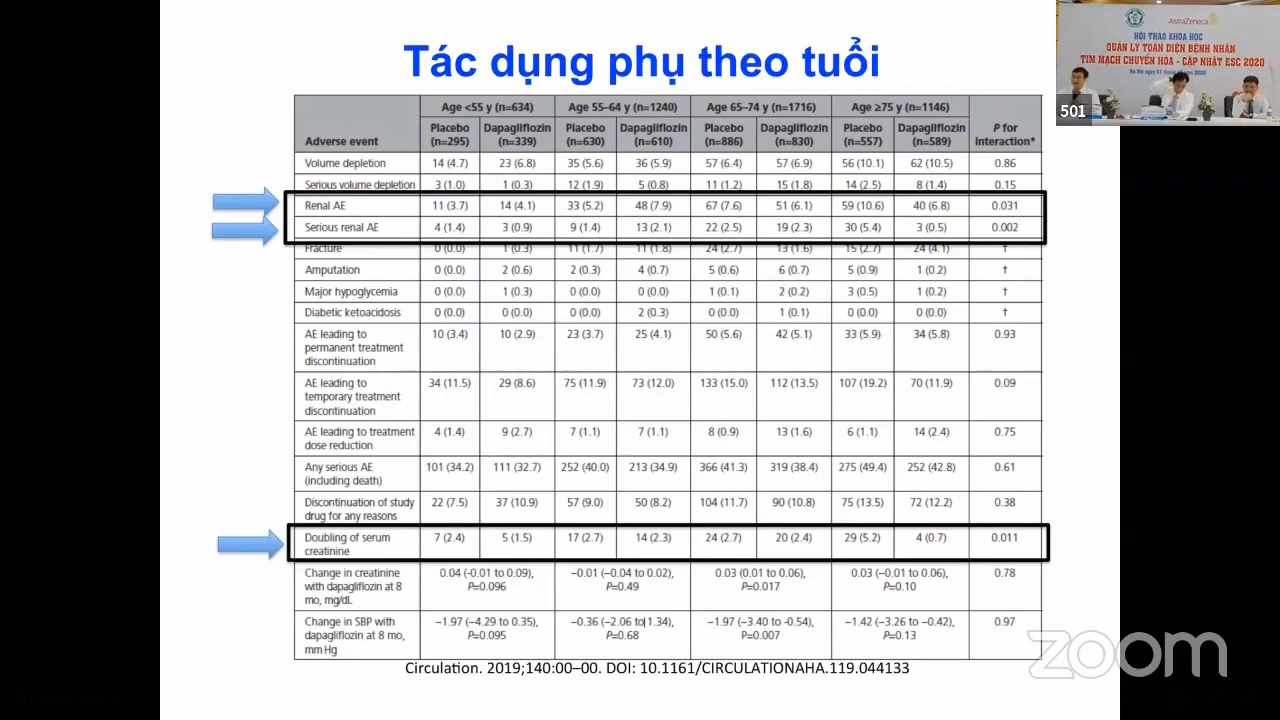 Tác dụng phụ theo tuổi
AstraZeneca
HỘI THẢO KHOA HỌC
QUẢN LÝ TOÀN DIỆN BỆNH NHÂN
TIM MẠCH CHUYỂN HÓA - CẬP NHẬT ESC 2020
501
Adverse event | Age <55 y (n=634) | Age 55–64 y (n=1240) | Age 65–74 y (n=1716) | Age ≥75 y (n=1146) | P for Interaction*
Placebo (n=295) | Dapagliflozin (n=339) | Placebo (n=630) | Dapagliflozin (n=610) | Placebo (n=886) | Dapagliflozin (n=830) | Placebo (n=557) | Dapagliflozin (n=589)
Volume depletion | 14 (4.7) | 23 (6.8) | 35 (5.6) | 36 (5.9) | 57 (6.4) | 57 (6.9) | 56 (10.1) | 62 (10.5) | 0.86
Serious volume depletion | 3 (1.0) | 1 (0.3) | 12 (1.9) | 5 (0.8) | 11 (1.2) | 15 (1.8) | 14 (2.5) | 8 (1.4) | 0.15
Renal AE | 11 (3.7) | 14 (4.1) | 33 (5.2) | 48 (7.9) | 67 (7.6) | 51 (6.1) | 59 (10.6) | 40 (6.8) | 0.031
Serious renal AE | 4 (1.4) | 3 (0.9) | 9 (1.4) | 13 (2.1) | 22 (2.5) | 19 (2.3) | 30 (5.4) | 3 (0.5) | 0.002
Fracture | 0 (0.0) | 1 (0.3) | 11 (1.7) | 11 (1.8) | 24 (2.7) | 13 (1.6) | 15 (2.7) | 24 (4.1) | †
Amputation | 0 (0.0) | 2 (0.6) | 2 (0.3) | 4 (0.7) | 5 (0.6) | 6 (0.7) | 5 (0.9) | 1 (0.2) | †
Major hypoglycemia | 0 (0.0) | 1 (0.3) | 0 (0.0) | 0 (0.0) | 1 (0.1) | 2 (0.2) | 3 (0.5) | 1 (0.2) | †
Diabetic ketoacidosis | 0 (0.0) | 0 (0.0) | 0 (0.0) | 2 (0.3) | 0 (0.0) | 1 (0.1) | 0 (0.0) | 0 (0.0) | †
AE leading to permanent treatment discontinuation | 10 (3.4) | 10 (2.9) | 23 (3.7) | 25 (4.1) | 50 (5.6) | 42 (5.1) | 33 (5.9) | 34 (5.8) | 0.93
AE leading to temporary treatment discontinuation | 34 (11.5) | 29 (8.6) | 75 (11.9) | 73 (12.0) | 133 (15.0) | 112 (13.5) | 107 (19.2) | 70 (11.9) | 0.09
AE leading to treatment dose reduction | 4 (1.4) | 9 (2.7) | 7 (1.1) | 7 (1.1) | 8 (0.9) | 13 (1.6) | 6 (1.1) | 14 (2.4) | 0.75
Any serious AE (including death) | 101 (34.2) | 111 (32.7) | 252 (40.0) | 213 (34.9) | 366 (41.3) | 319 (38.4) | 275 (49.4) | 252 (42.8) | 0.61
Discontinuation of study drug for any reasons | 22 (7.5) | 37 (10.9) | 57 (9.0) | 50 (8.2) | 104 (11.7) | 90 (10.8) | 75 (13.5) | 72 (12.2) | 0.38
Doubling of serum creatinine | 7 (2.4) | 5 (1.5) | 17 (2.7) | 14 (2.3) | 24 (2.7) | 20 (2.4) | 29 (5.2) | 4 (0.7) | 0.011
Change in creatinine with dapagliflozin at 8 mo, mg/dL | 0.04 (-0.01 to 0.09), P=0.096 | −0.01 (−0.04 to 0.02), P=0.49 | 0.03 (0.01 to 0.06), P=0.017 | 0.03 (−0.01 to 0.06), P=0.10 | 0.78
Change in SBP with dapagliflozin at 8 mo, mm Hg | −1.97 (−4.29 to 0.35), P=0.095 | −0.36 (−2.06 to 1.34), P=0.68 | −1.97 (−3.40 to -0.54), P=0.007 | −1.42 (−3.26 to −0.42), P=0.13 | 0.97
Circulation. 2019;140:00–00. DOI: 10.1161/CIRCULATIONAHA.119.044133
zoom